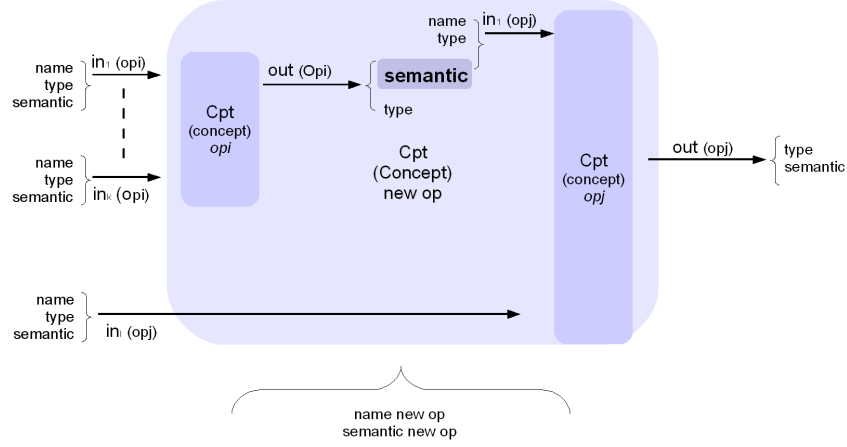 name
type
in₁ (opj)
name
type
semantic
in₁ (opi)
out (Opi)
semantic
type
Cpt
(concept)
opi
Cpt
(Concept)
new op
Cpt
(concept)
opj
out (opj)
type
semantic
name
type
semantic
inₖ (opi)
name
type
semantic
inₗ (opj)
name new op
semantic new op